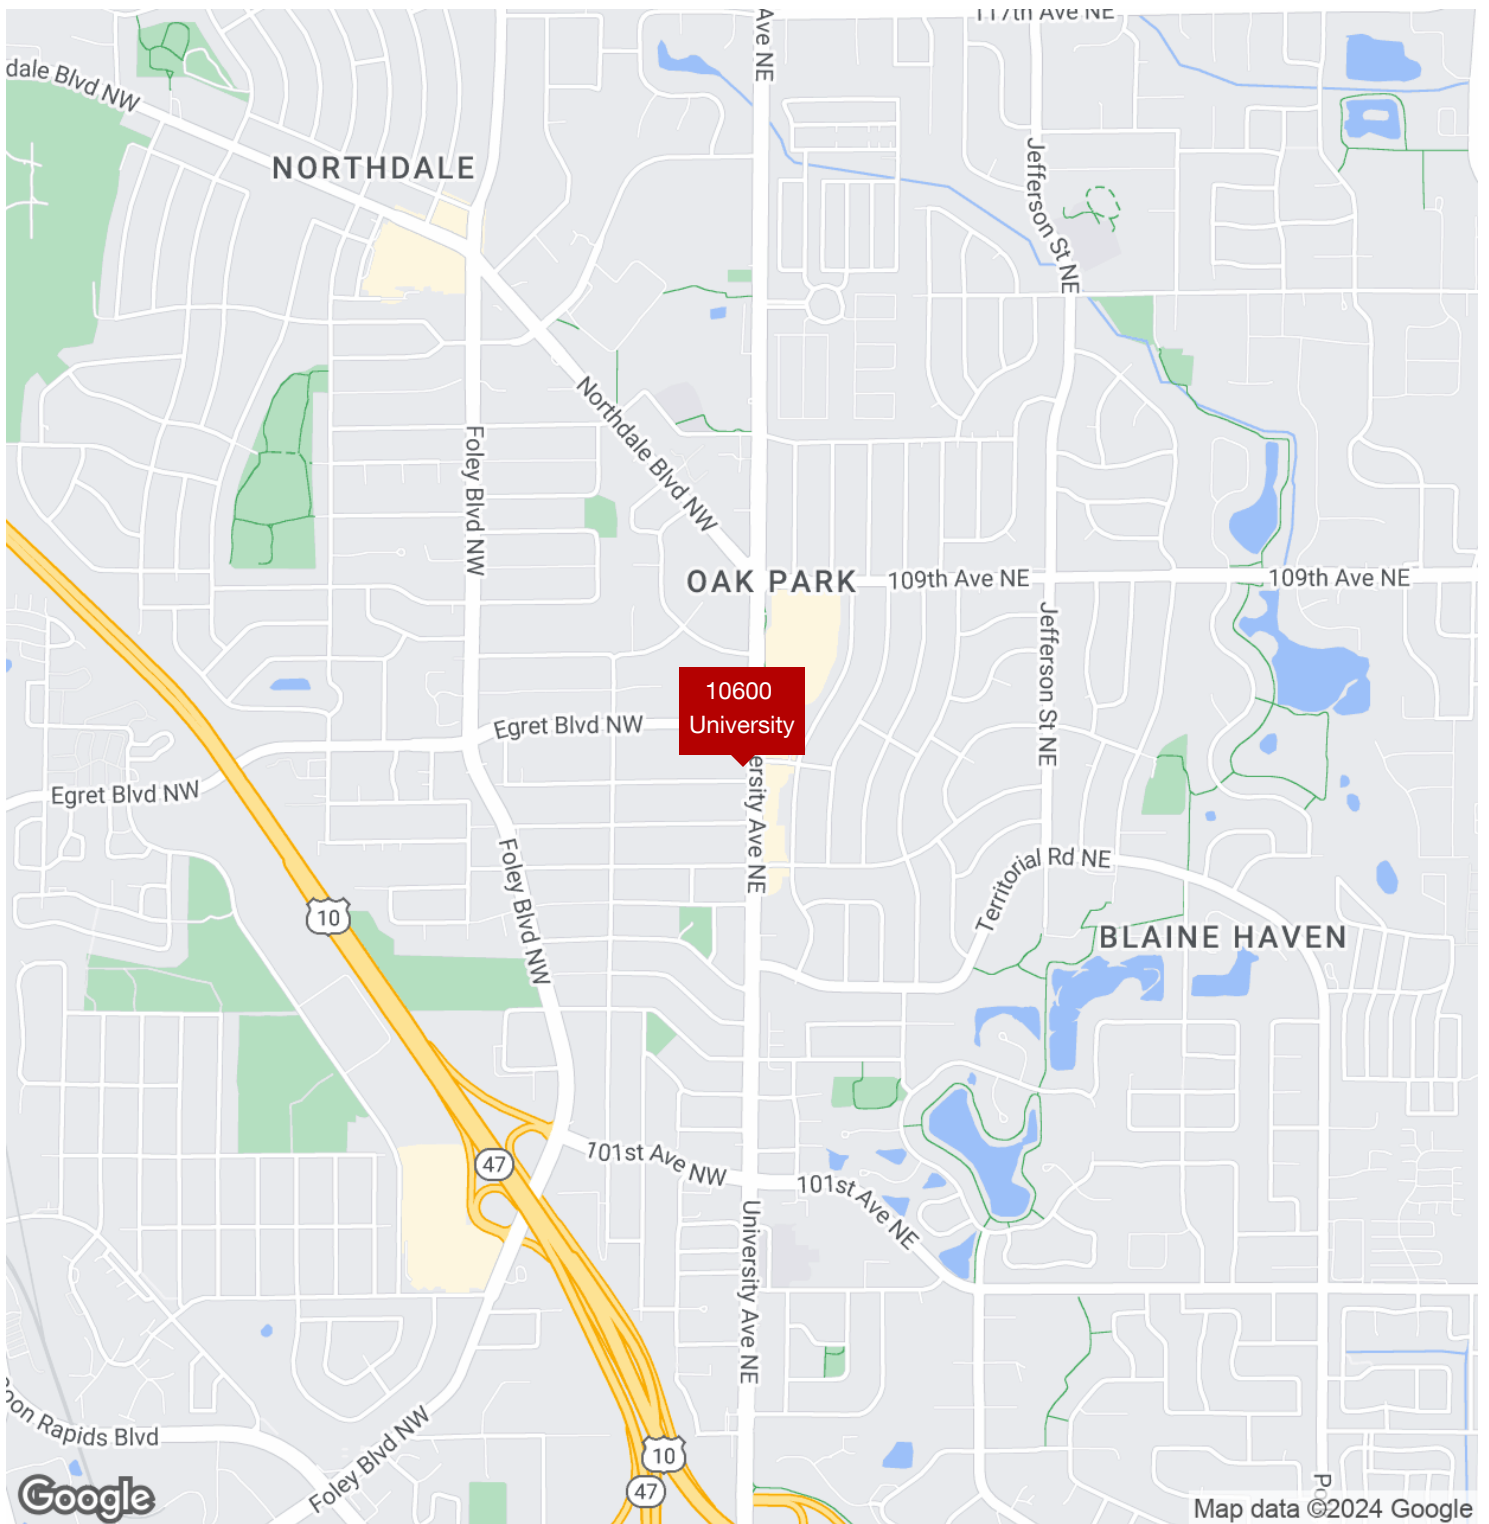 117th Ave NE
Ave NE
dale Blvd NW
NORTHDALE
Jefferson St NE
Northdale Blvd NW
Foley Blvd NW
OAK PARK
109th Ave NE
109th Ave NE
Jefferson St NE
10600
University
Egret Blvd NW
Egret Blvd NW
ersity Ave NE
Foley Blvd NW
Territorial Rd NE
10
BLAINE HAVEN
47
101st Ave NW
101st Ave NE
University Ave NE
oon Rapids Blvd
Foley Blvd NW
10
47
Po
Google
Map data ©2024 Google